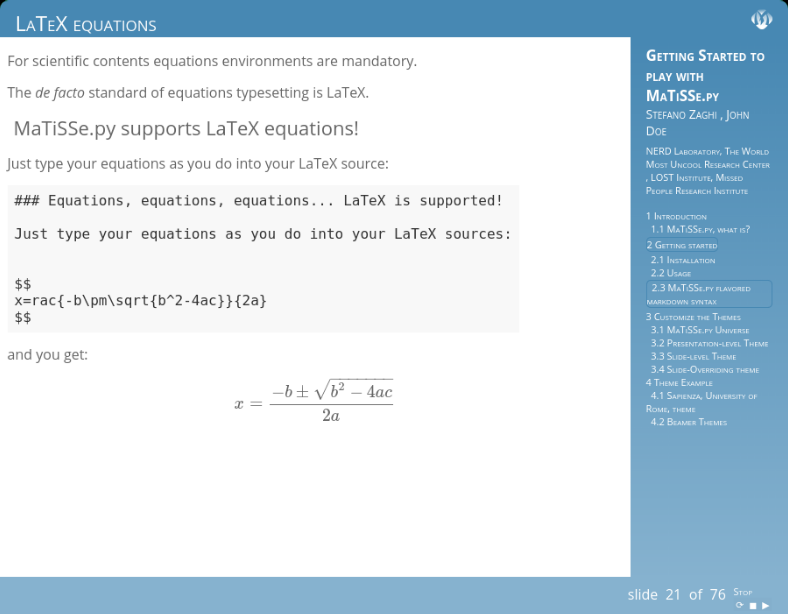 LaTeX equations
For scientific contents equations environments are mandatory.
The de facto standard of equations typesetting is LaTeX.
MaTiSSe.py supports LaTeX equations!
Just type your equations as you do into your LaTeX source:
### Equations, equations, equations... LaTeX is supported!
Just type your equations as you do into your LaTeX sources:
$$
x=rac{-b\pm\sqrt{b^2-4ac}}{2a}
$$
and you get:
x = \frac{-b ± \sqrt{b^2 − 4ac}}{2a}
Getting Started to
play with
MaTiSSe.py
Stefano Zaghi , John
Doe
NERD Laboratory, The World
Most Uncool Research Center
, LOST Institute, Missed
People Research Institute
1 Introduction
1.1 MaTiSSe.py, what is?
2 Getting started
2.1 Installation
2.2 Usage
2.3 MaTiSSe.py flavored
markdown syntax
3 Customize the Themes
3.1 MaTiSSe.py Universe
3.2 Presentation-level Theme
3.3 Slide-level Theme
3.4 Slide-Overriding theme
4 Theme Example
4.1 Sapienza, University of
Rome, theme
4.2 Beamer Themes
slide 21 of 76 Stop